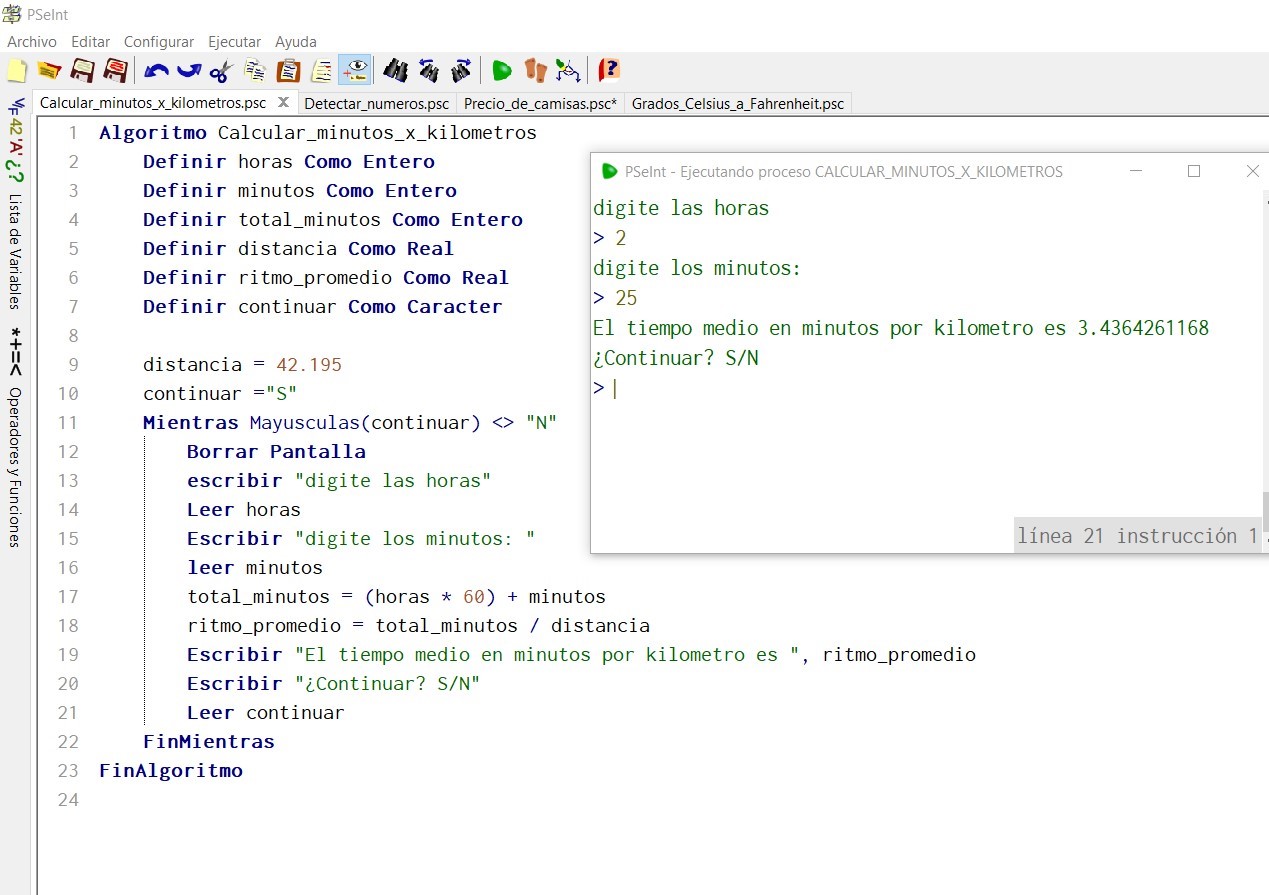 PSeInt
Archivo Editar Configurar Ejecutar Ayuda
Calcular_minutos_x_kilometros.psc X Detectar_numeros.psc Precio_de_camisas.psc* Grados_Celsius_a_Fahrenheit.psc
42 'A' ¿?
Lista de Variables
*+=<
Operadores y Funciones
1 Algoritmo Calcular_minutos_x_kilometros
2 Definir horas Como Entero
3 Definir minutos Como Entero
4 Definir total_minutos Como Entero
5 Definir distancia Como Real
6 Definir ritmo_promedio Como Real
7 Definir continuar Como Caracter
8
9 distancia = 42.195
10 continuar ="S"
11 Mientras Mayusculas(continuar) <> "N"
12 Borrar Pantalla
13 escribir "digite las horas"
14 Leer horas
15 Escribir "digite los minutos: "
16 leer minutos
17 total_minutos = (horas * 60) + minutos
18 ritmo_promedio = total_minutos / distancia
19 Escribir "El tiempo medio en minutos por kilometro es ", ritmo_promedio
20 Escribir "¿Continuar? S/N"
21 Leer continuar
22 FinMientras
23 FinAlgoritmo
24
PSeInt - Ejecutando proceso CALCULAR_MINUTOS_X_KILOMETROS
digite las horas
> 2
digite los minutos:
> 25
El tiempo medio en minutos por kilometro es 3.4364261168
¿Continuar? S/N
>
línea 21 instrucción 1